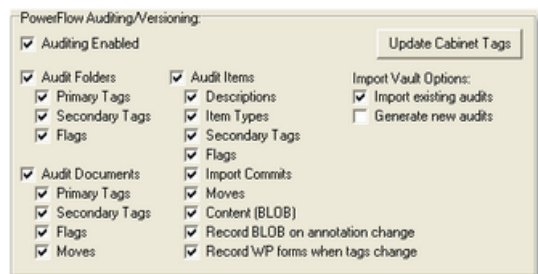 PowerFlow Auditing/Versioning:
Auditing Enabled
Update Cabinet Tags
Audit Folders
Primary Tags
Secondary Tags
Flags
Audit Documents
Primary Tags
Secondary Tags
Flags
Moves
Audit Items
Descriptions
Item Types
Secondary Tags
Flags
Import Commits
Moves
Content (BLOB)
Record BLOB on annotation change
Record WP forms when tags change
Import Vault Options:
Import existing audits
Generate new audits